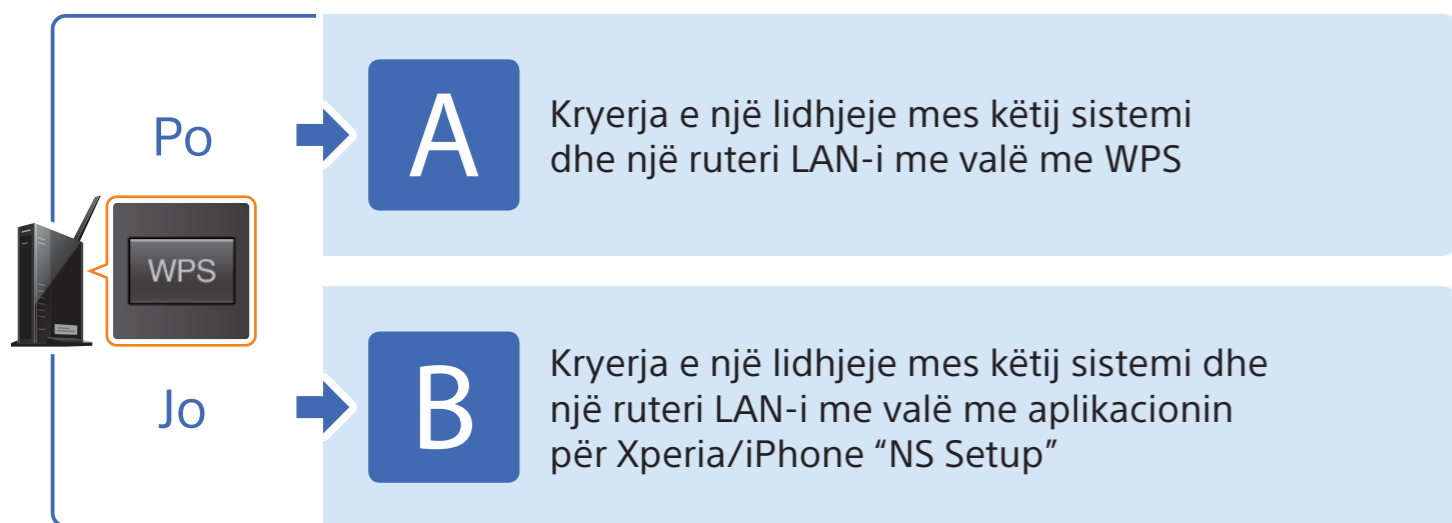 Po
A
Kryerja e një lidhjeje mes këtij sistemi
dhe një ruteri LAN-i me valë me WPS
WPS
Jo
B
Kryerja e një lidhjeje mes këtij sistemi dhe
një ruteri LAN-i me valë me aplikacionin
për Xperia/iPhone “NS Setup”